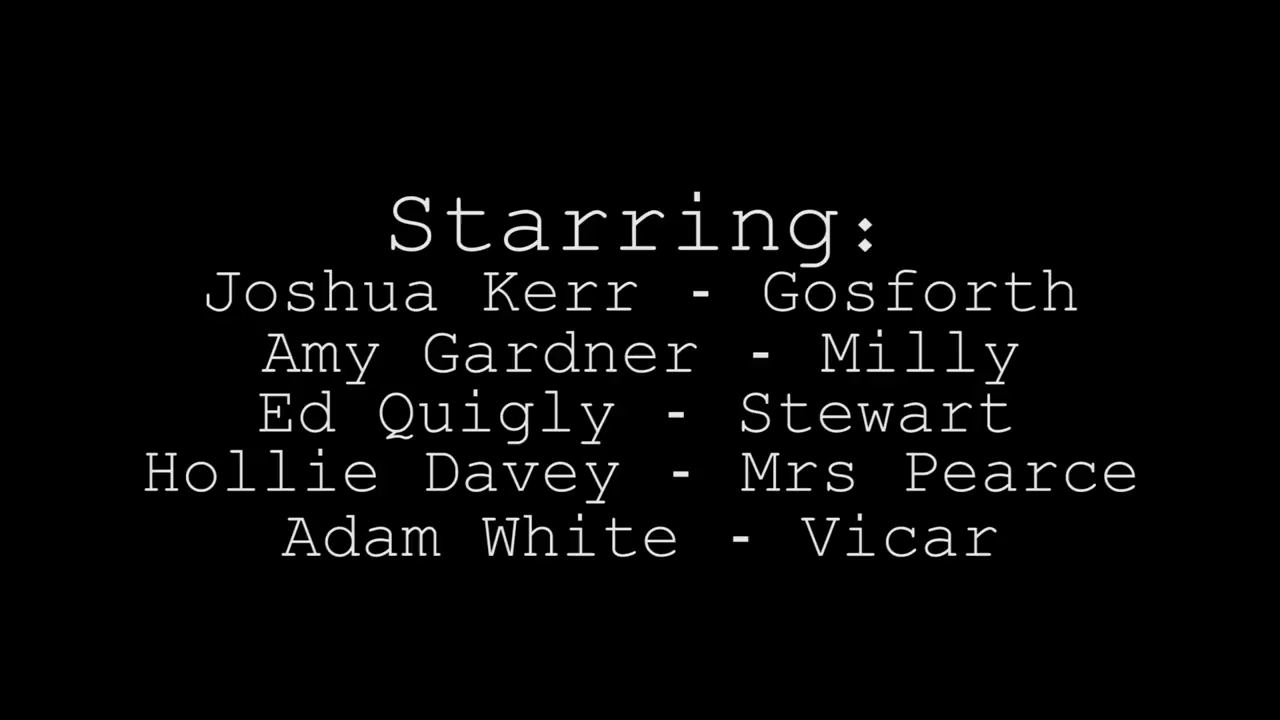 Starring:
Joshua Kerr - Gosforth
Amy Gardner - Milly
Ed Quigly - Stewart
Hollie Davey - Mrs Pearce
Adam White - Vicar